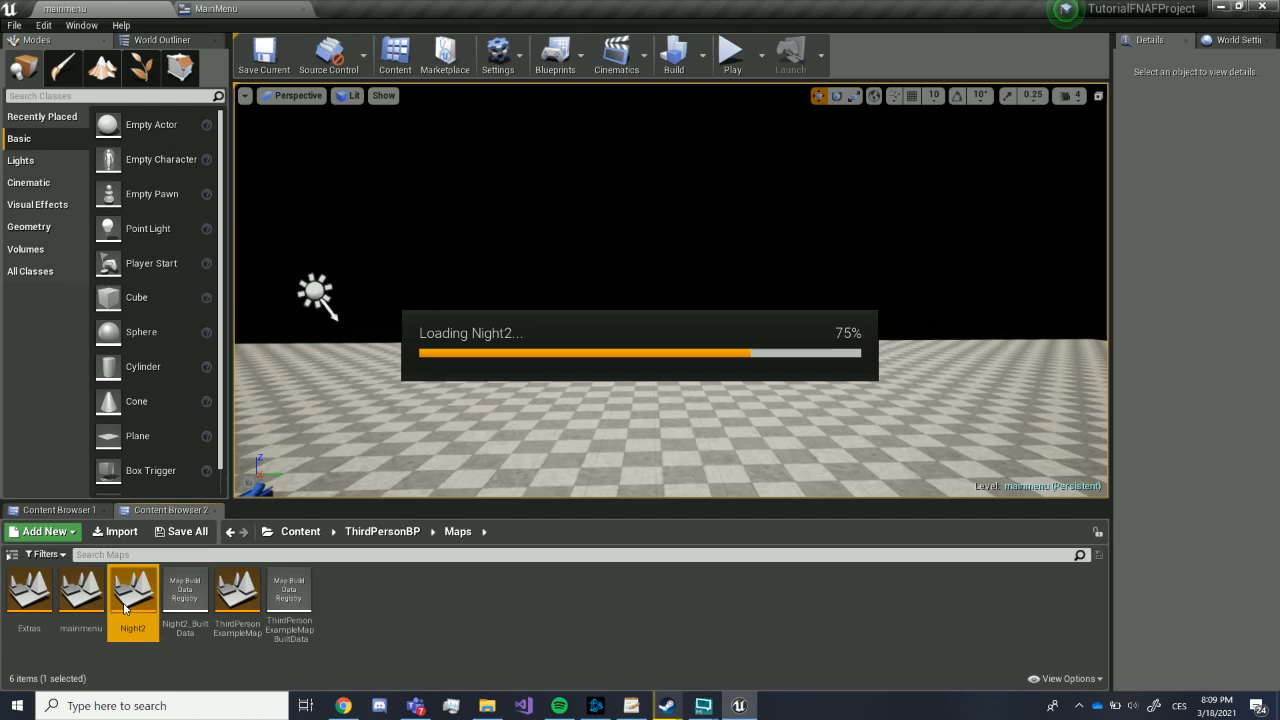 mainmenu
MainMenu
TutorialFNAFProject
File Edit Window Help
Modes
World Outliner
Search Classes
Recently Placed
Basic
Lights
Cinematic
Visual Effects
Geometry
Volumes
All Classes
Empty Actor
Empty Character
Empty Pawn
Point Light
Player Start
Cube
Sphere
Cylinder
Cone
Plane
Box Trigger
Save Current
Source Control
Content
Marketplace
Settings
Blueprints
Cinematics
Build
Play
Launch
Perspective
Lit
Show
10
10°
0.25
4
Loading Night2... 75%
Z
Level: mainmenu (Persistent)
Details
World Setti
Select an object to view details
Content Browser 1
Content Browser 2
Add New
Import
Save All
Content
ThirdPersonBP
Maps
Filters
Search Maps
Extras
mainmenu
Night2
Map Build
Data
Registry
Night2_Built
Data
ThirdPerson
ExampleMap
Map Build
Data
Registry
ThirdPerson
ExampleMap
BuiltData
6 items (1 selected)
View Options
Type here to search
7
CES
8:09 PM
3/18/2021
24